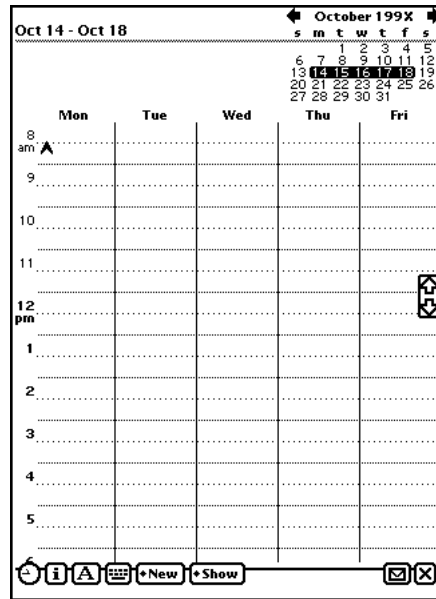 October 199X
Oct 14 - Oct 18
s m t w t f s
1 2 3 4 5
6 7 8 9 10 11 12
13 14 15 16 17 18 19
20 21 22 23 24 25 26
27 28 29 30 31
Mon Tue Wed Thu Fri
8
am
9
10
11
12
pm
1
2
3
4
5
6
i A New Show